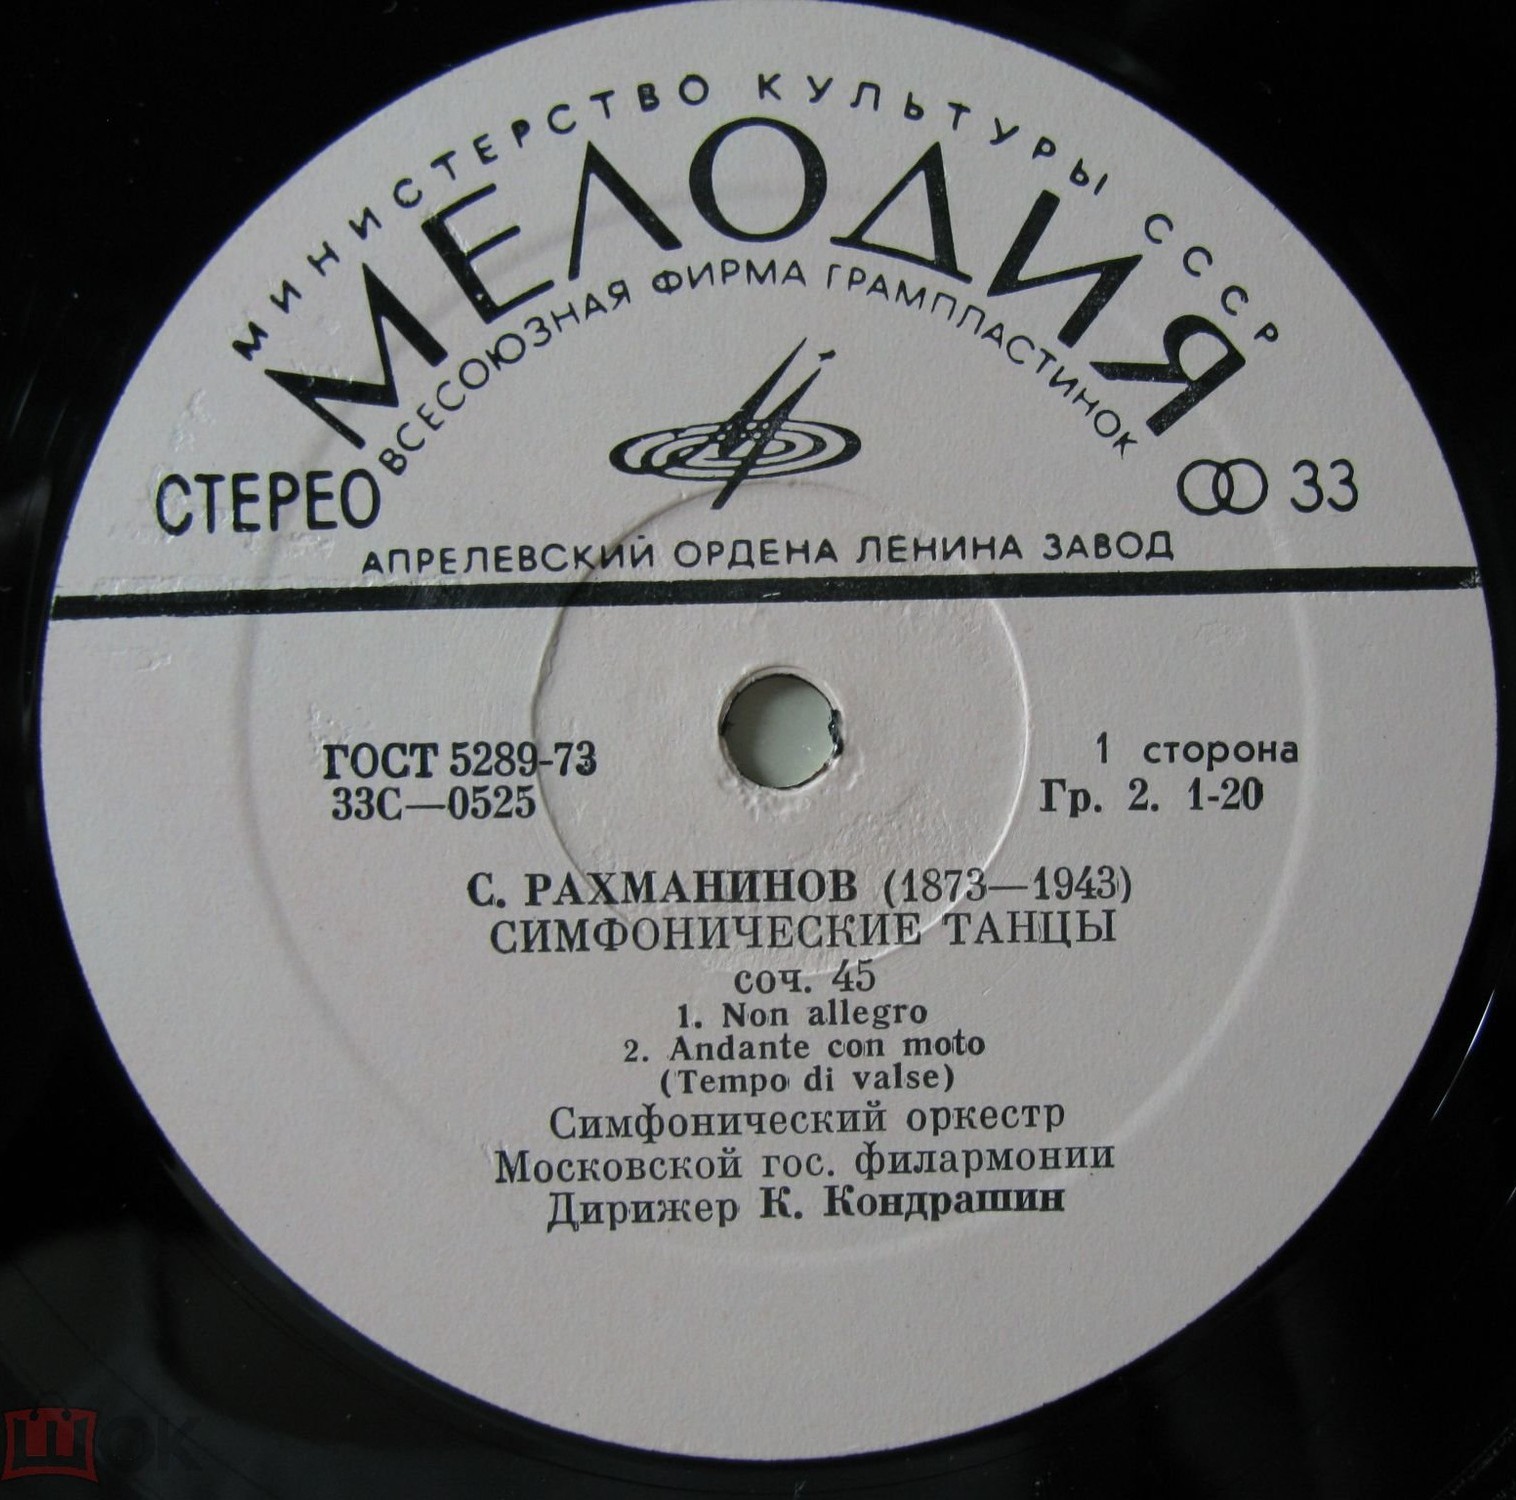 МИНИСТЕРСТВО КУЛЬТУРЫ СССР
МЕЛОДИЯ
ВСЕСОЮЗНАЯ ФИРМА ГРАМПЛАСТИНОК
СТЕРЕО
33
АПРЕЛЕВСКИЙ ОРДЕНА ЛЕНИНА ЗАВОД
ГОСТ 5289-73
1 сторона
33С—0525
Гр. 2. 1-20
С. РАХМАНИНОВ (1873—1943)
СИМФОНИЧЕСКИЕ ТАНЦЫ
соч. 45
1. Non allegro
2. Andante con moto
(Tempo di valse)
Симфонический оркестр
Московской гос. филармонии
Дирижер К. Кондрашин
шок